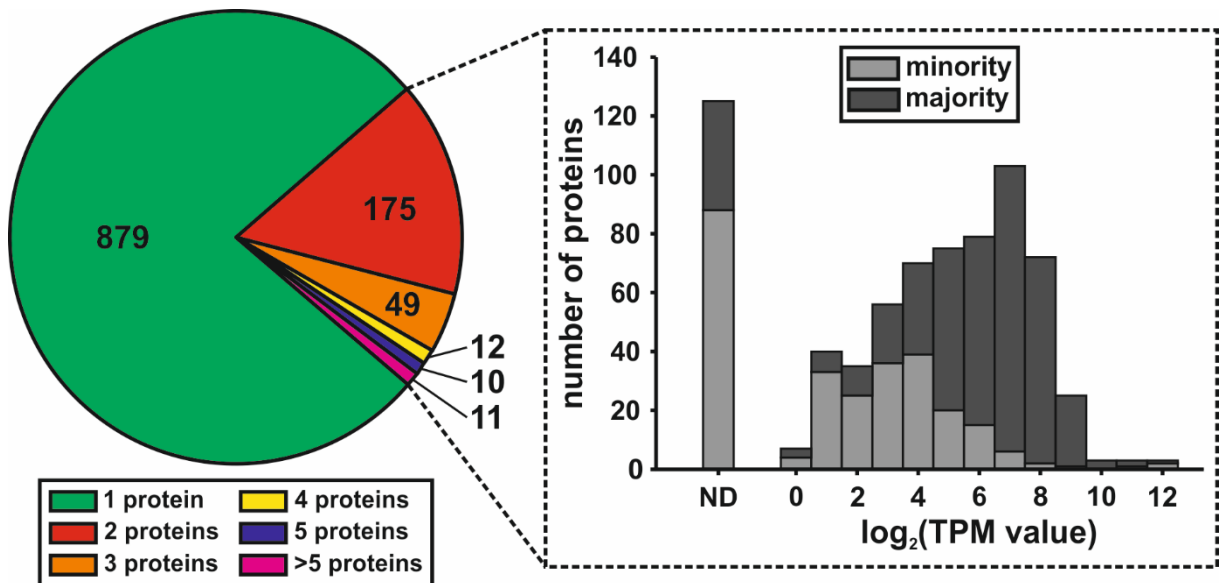 879
175
49
12
10
11
1 protein
2 proteins
3 proteins
4 proteins
5 proteins
>5 proteins
minority
majority
number of proteins
140
120
100
80
60
40
20
0
ND 0 2 4 6 8 10 12
log₂(TPM value)